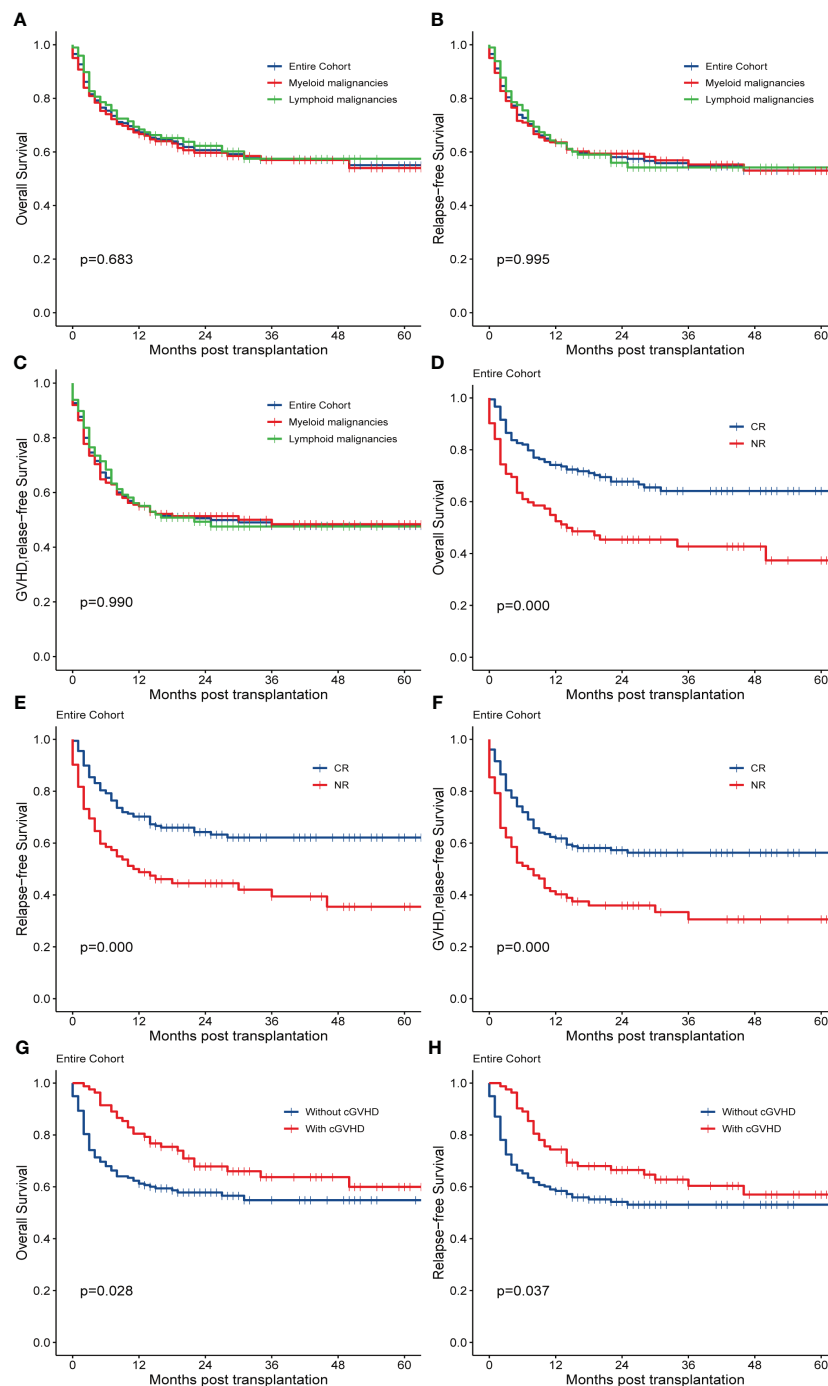 A
1.0
0.8
0.6
0.4
0.2
0.0
Overall Survival
Entire Cohort
Myeloid malignancies
Lymphoid malignancies
p=0.683
0 12 24 36 48 60
Months post transplantation
B
1.0
0.8
0.6
0.4
0.2
0.0
Relapse-free Survival
Entire Cohort
Myeloid malignancies
Lymphoid malignancies
p=0.995
0 12 24 36 48 60
Months post transplantation
C
1.0
0.8
0.6
0.4
0.2
0.0
GVHD,relase-free Survival
Entire Cohort
Myeloid malignancies
Lymphoid malignancies
p=0.990
0 12 24 36 48 60
Months post transplantation
D
Entire Cohort
1.0
0.8
0.6
0.4
0.2
0.0
Overall Survival
CR
NR
p=0.000
0 12 24 36 48 60
Months post transplantation
E
Entire Cohort
1.0
0.8
0.6
0.4
0.2
0.0
Relapse-free Survival
CR
NR
p=0.000
0 12 24 36 48 60
Months post transplantation
F
Entire Cohort
1.0
0.8
0.6
0.4
0.2
0.0
GVHD,relase-free Survival
CR
NR
p=0.000
0 12 24 36 48 60
Months post transplantation
G
Entire Cohort
1.0
0.8
0.6
0.4
0.2
0.0
Overall Survival
Without cGVHD
With cGVHD
p=0.028
0 12 24 36 48 60
Months post transplantation
H
Entire Cohort
1.0
0.8
0.6
0.4
0.2
0.0
Relapse-free Survival
Without cGVHD
With cGVHD
p=0.037
0 12 24 36 48 60
Months post transplantation